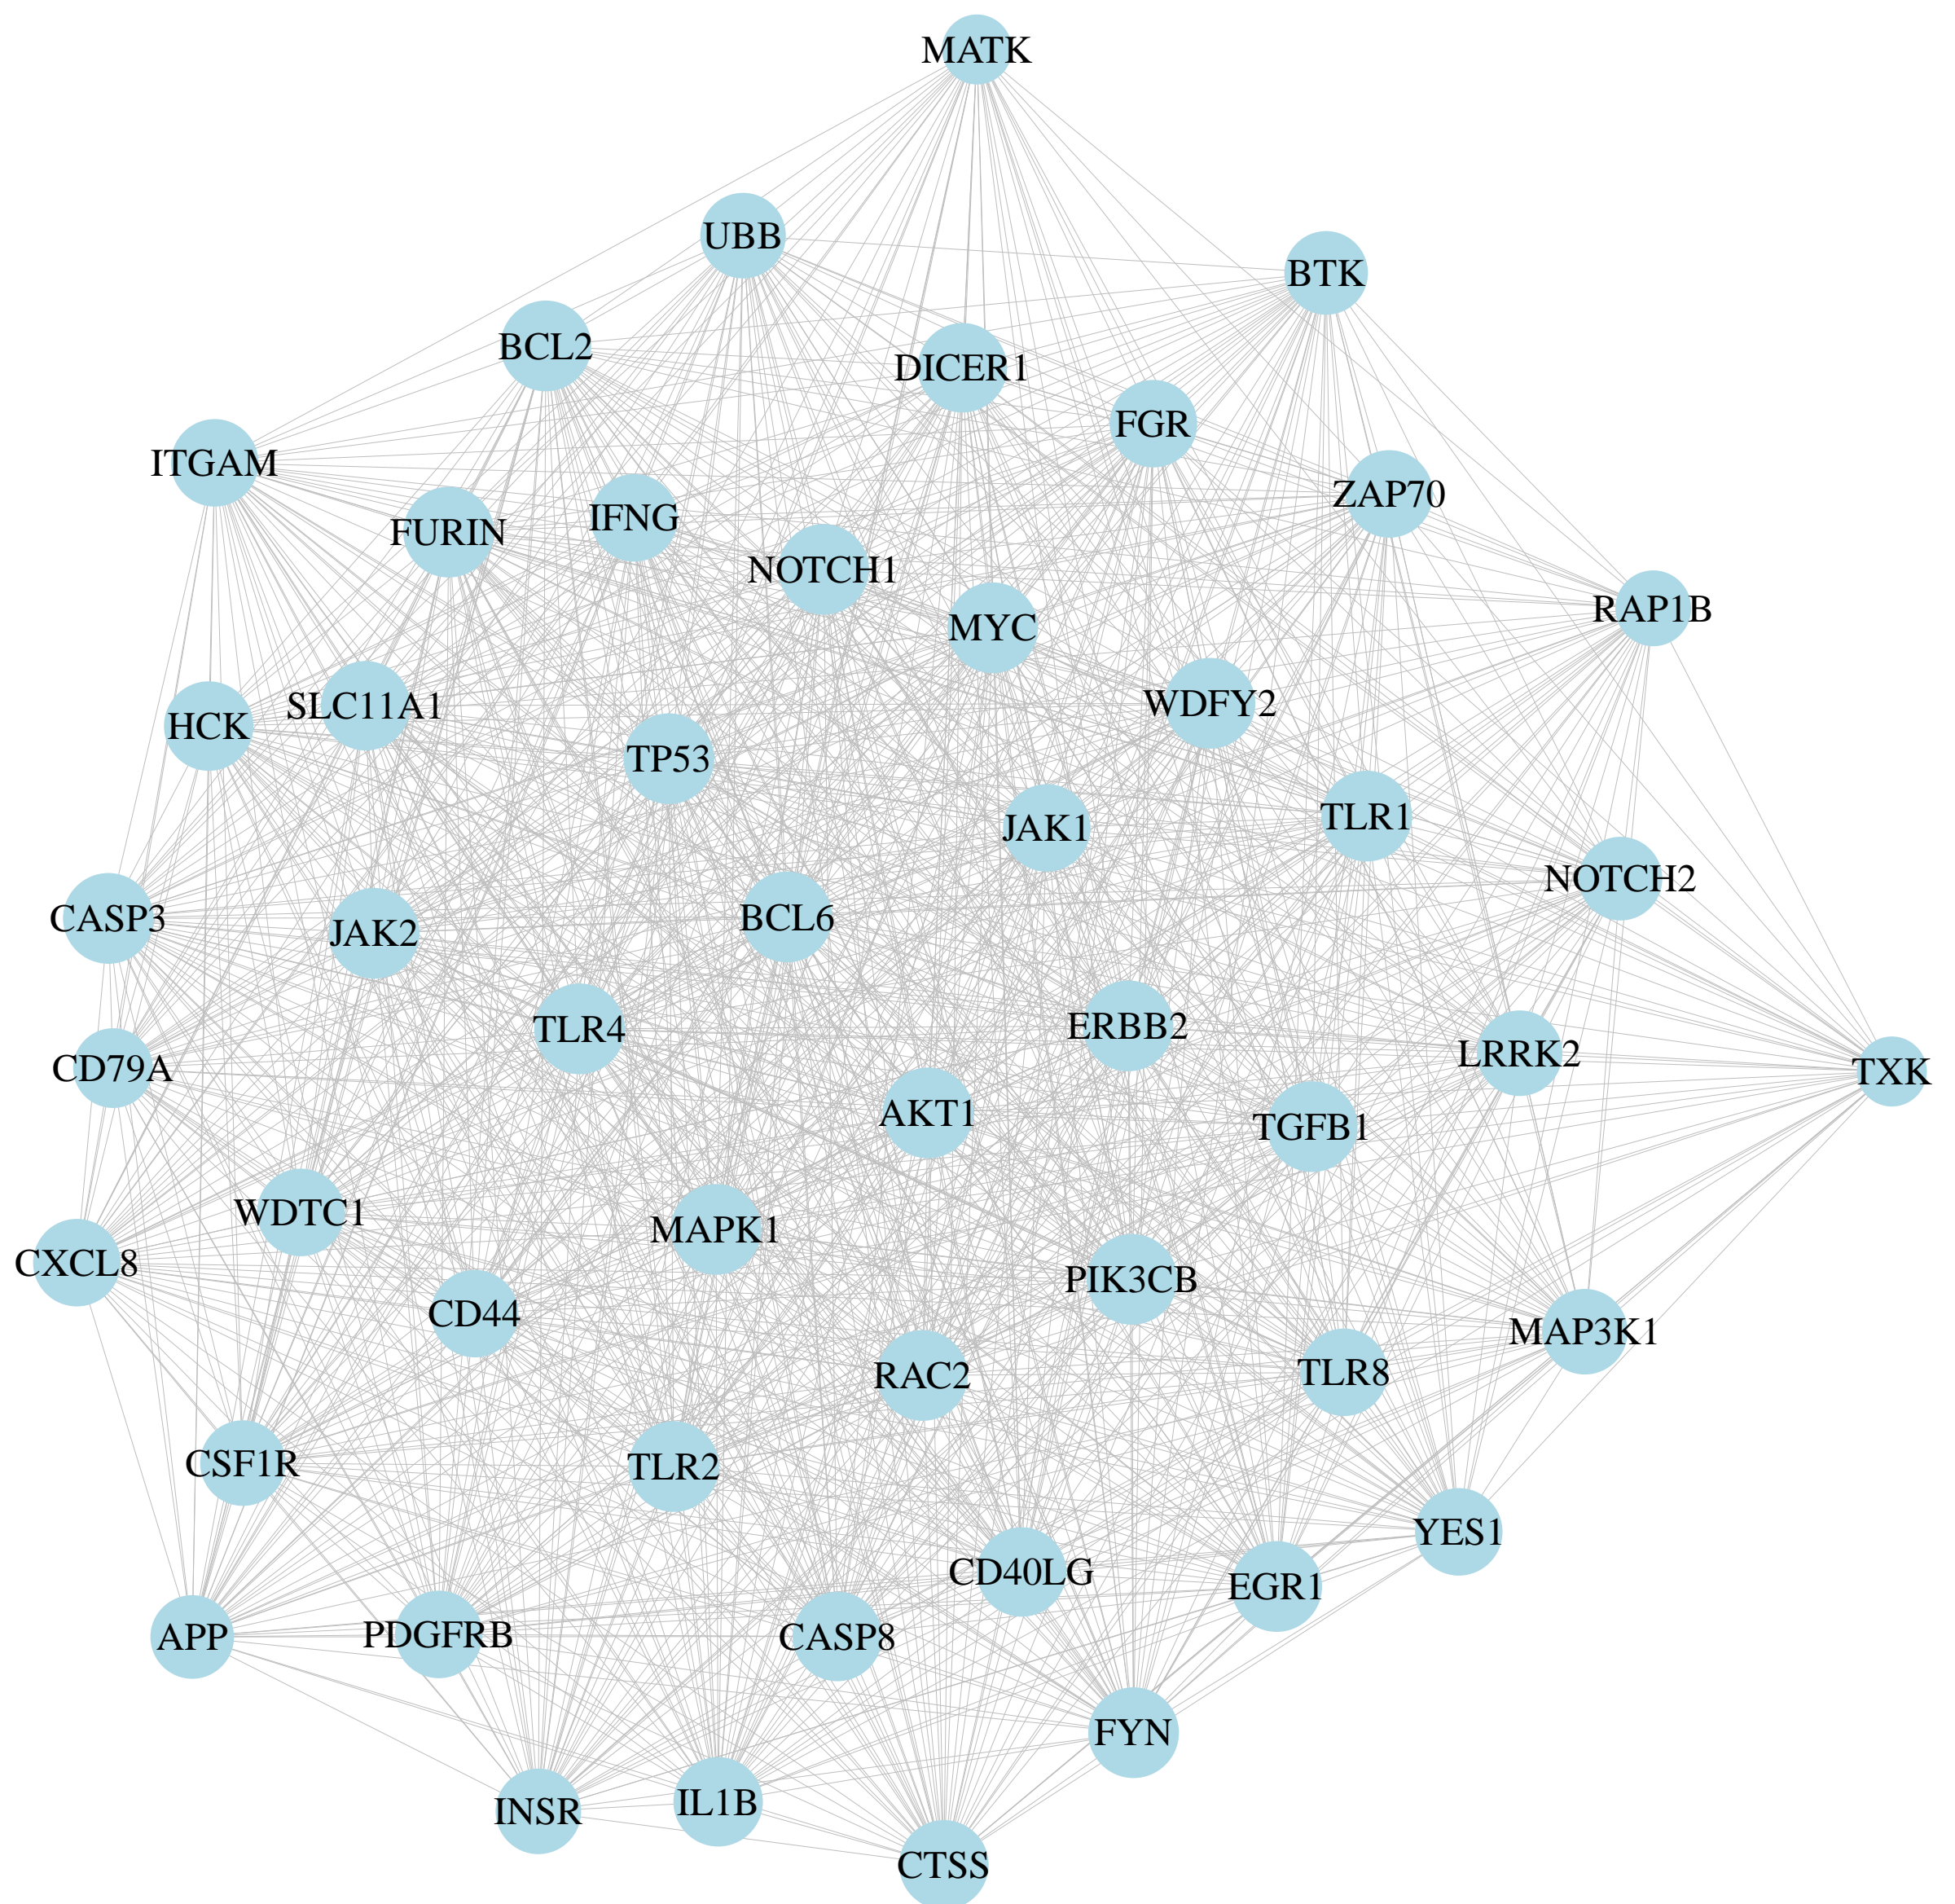 MATK
UBB
BTK
BCL2
DICER1
FGR
ITGAM
ZAP70
IFNG
FURIN
NOTCH1
RAP1B
MYC
WDFY2
SLC11A1
HCK
TP53
TLR1
JAK1
NOTCH2
BCL6
CASP3
JAK2
ERBB2
TLR4
LRRK2
CD79A
TXK
AKT1
TGFB1
WDTC1
MAPK1
CXCL8
PIK3CB
CD44
MAP3K1
TLR8
RAC2
CSF1R
TLR2
YES1
CD40LG
EGR1
PDGFRB
APP
CASP8
FYN
IL1B
INSR
CTSS